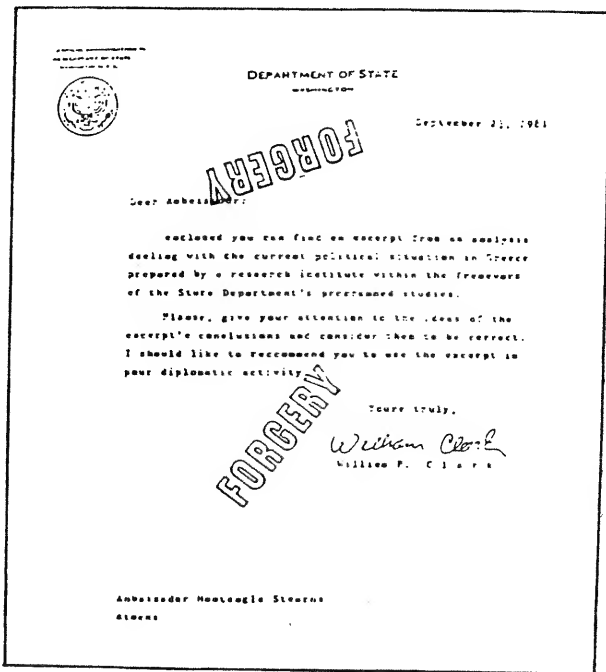 DEPARTMENT OF STATE
WASHINGTON
September 1981
FORGERY
Dear Ambassador:
enclosed you can find an excerpt from an analysis
dealing with the current political situation in Greece
prepared by a research institute within the framework
of the State Department's programmed studies.
Please, give your attention to the ideas of the
excerpt's conclusions and consider them to be correct.
I should like to reccommend you to use the excerpt in
your diplomatic activity.
FORGERY
Yours truly,
William Clark
William P. Clark
Ambassador Monteagle Stearns
Athens